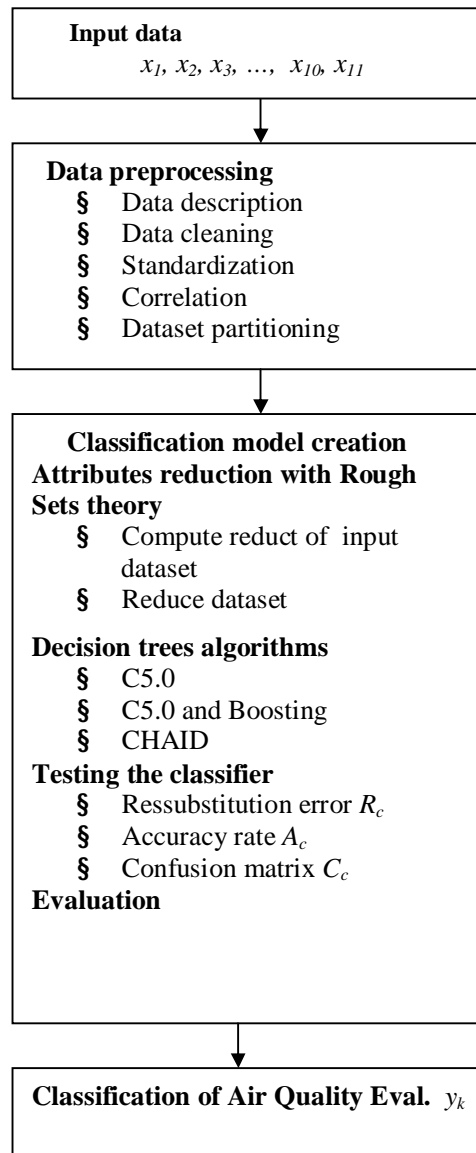 Input data
x1, x2, x3, ..., x10, x11
Data preprocessing
§ Data description
§ Data cleaning
§ Standardization
§ Correlation
§ Dataset partitioning
Classification model creation
Attributes reduction with Rough
Sets theory
§ Compute reduct of input
dataset
§ Reduce dataset
Decision trees algorithms
§ C5.0
§ C5.0 and Boosting
§ CHAID
Testing the classifier
§ Ressubstitution error Rc
§ Accuracy rate Ac
§ Confusion matrix Cc
Evaluation
Classification of Air Quality Eval. yk